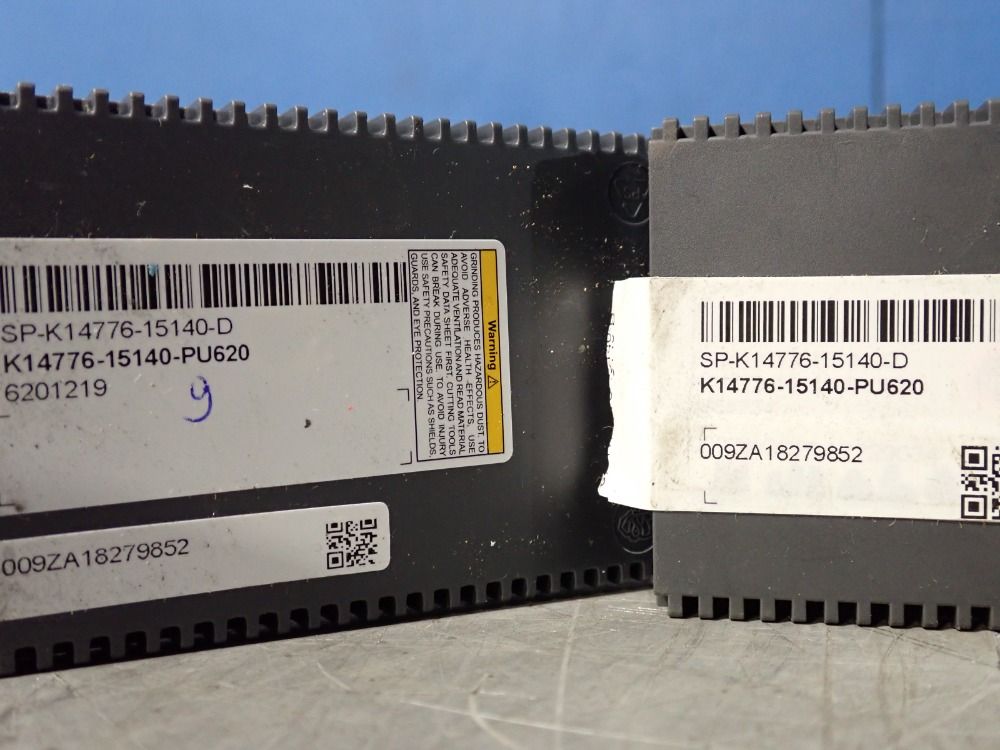 SP-K14776-15140-D
K14776-15140-PU620
6201219
9
Warning
GRINDING PRODUCES HAZARDOUS DUST. TO
AVOID ADVERSE HEALTH -EFFECTS, USE
ADEQUATE VENTILATION AND READ MATERIAL
SAFETY DATA SHEET FIRST. CUTTING TOOLS
CAN BREAK DURING USE. TO AVOID INJURY
USE SAFETY PRECAUTIONS SUCH AS SHIELDS,
GUARDS, AND EYE PROTECTION.
009ZA18279852
SP-K14776-15140-D
K14776-15140-PU620
009ZA18279852